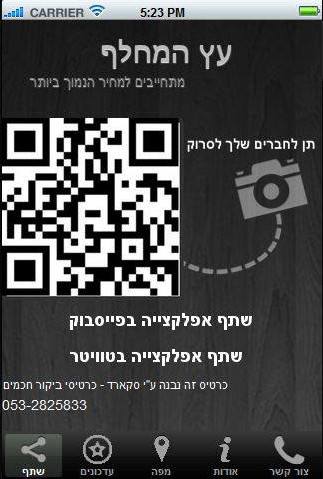 CARRIER 5:23 PM
עץ המחלף
מתחייבים למחיר הנמוך ביותר
תן לחברים שלך לסרוק
שתף אפלקצייה בפייסבוק
שתף אפלקצייה בטוויטר
כרטיס זה נבנה ע"י סקארד - כרטיסי ביקור חכמים
053-2825833
צור קשר
אודות
מפה
עדכונים
שתף